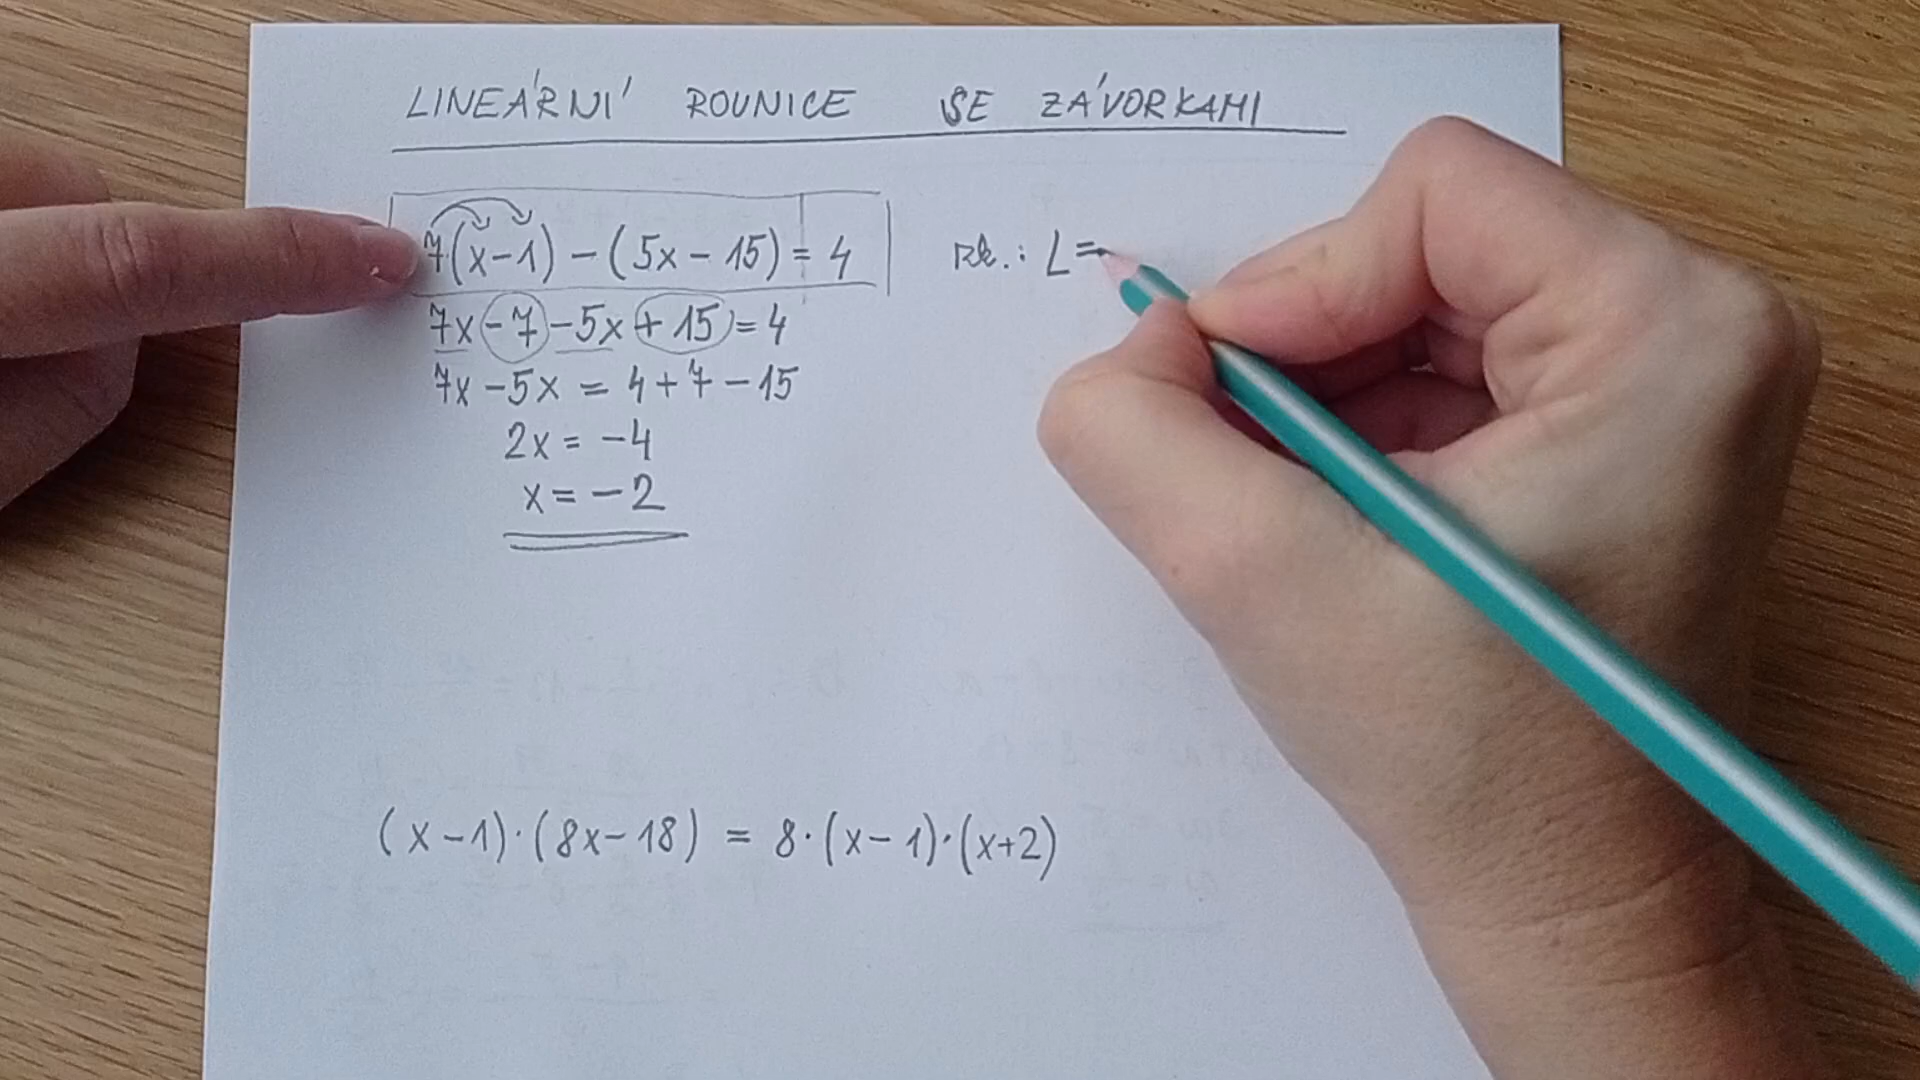 LINEÁRNÍ ROVNICE SE ZÁVORKAMI
7(x-1) - (5x - 15) = 4
zk.: L =
7x - 7 - 5x + 15 = 4
7x - 5x = 4 + 7 - 15
2x = -4
x = -2
(x-1)·(8x-18) = 8·(x-1)·(x+2)